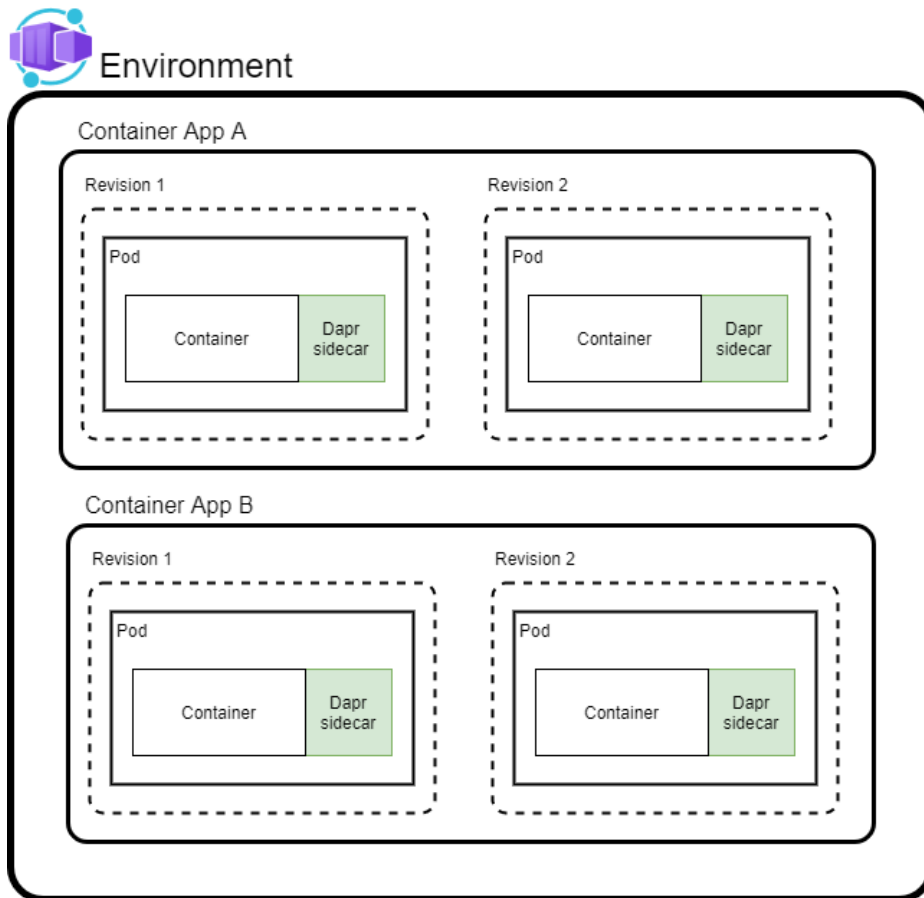 Environment
Container App A
Revision 1
Revision 2
Pod
Container
Dapr
sidecar
Pod
Container
Dapr
sidecar
Container App B
Revision 1
Revision 2
Pod
Container
Dapr
sidecar
Pod
Container
Dapr
sidecar